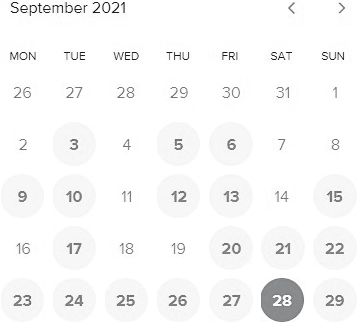 September 2021
MON TUE WED THU FRI SAT SUN
26 27 28 29 30 31 1
2 3 4 5 6 7 8
9 10 11 12 13 14 15
16 17 18 19 20 21 22
23 24 25 26 27 28 29